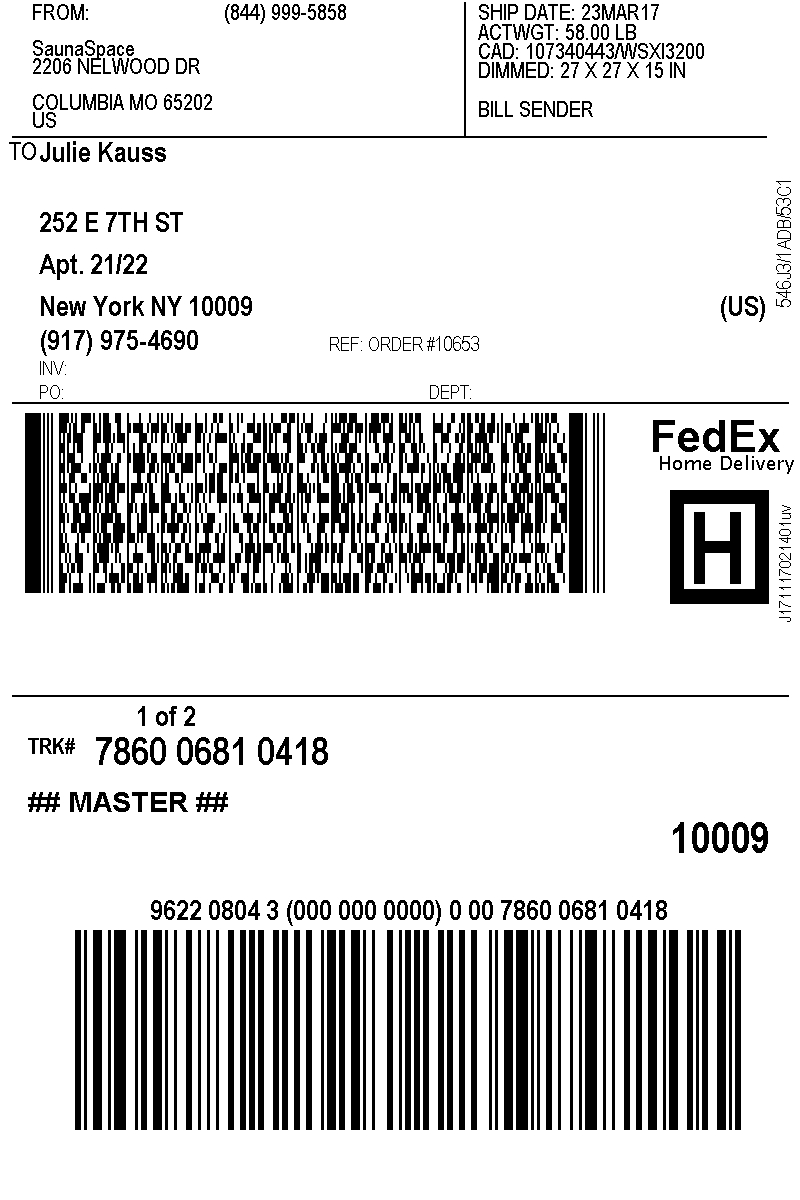 FROM: (844) 999-5858
SaunaSpace
2206 NELWOOD DR
COLUMBIA MO 65202
US
SHIP DATE: 23MAR17
ACTWGT: 58.00 LB
CAD: 107340443/WSXI3200
DIMMED: 27 X 27 X 15 IN
BILL SENDER
TO Julie Kauss
252 E 7TH ST
Apt. 21/22
New York NY 10009 (US)
(917) 975-4690 REF: ORDER #10653
INV:
PO: DEPT:
546J3/1ADB/53C1
FedEx
Home Delivery
H
J171117021401uv
1 of 2
TRK# 7860 0681 0418
## MASTER ##
10009
9622 0804 3 (000 000 0000) 0 00 7860 0681 0418